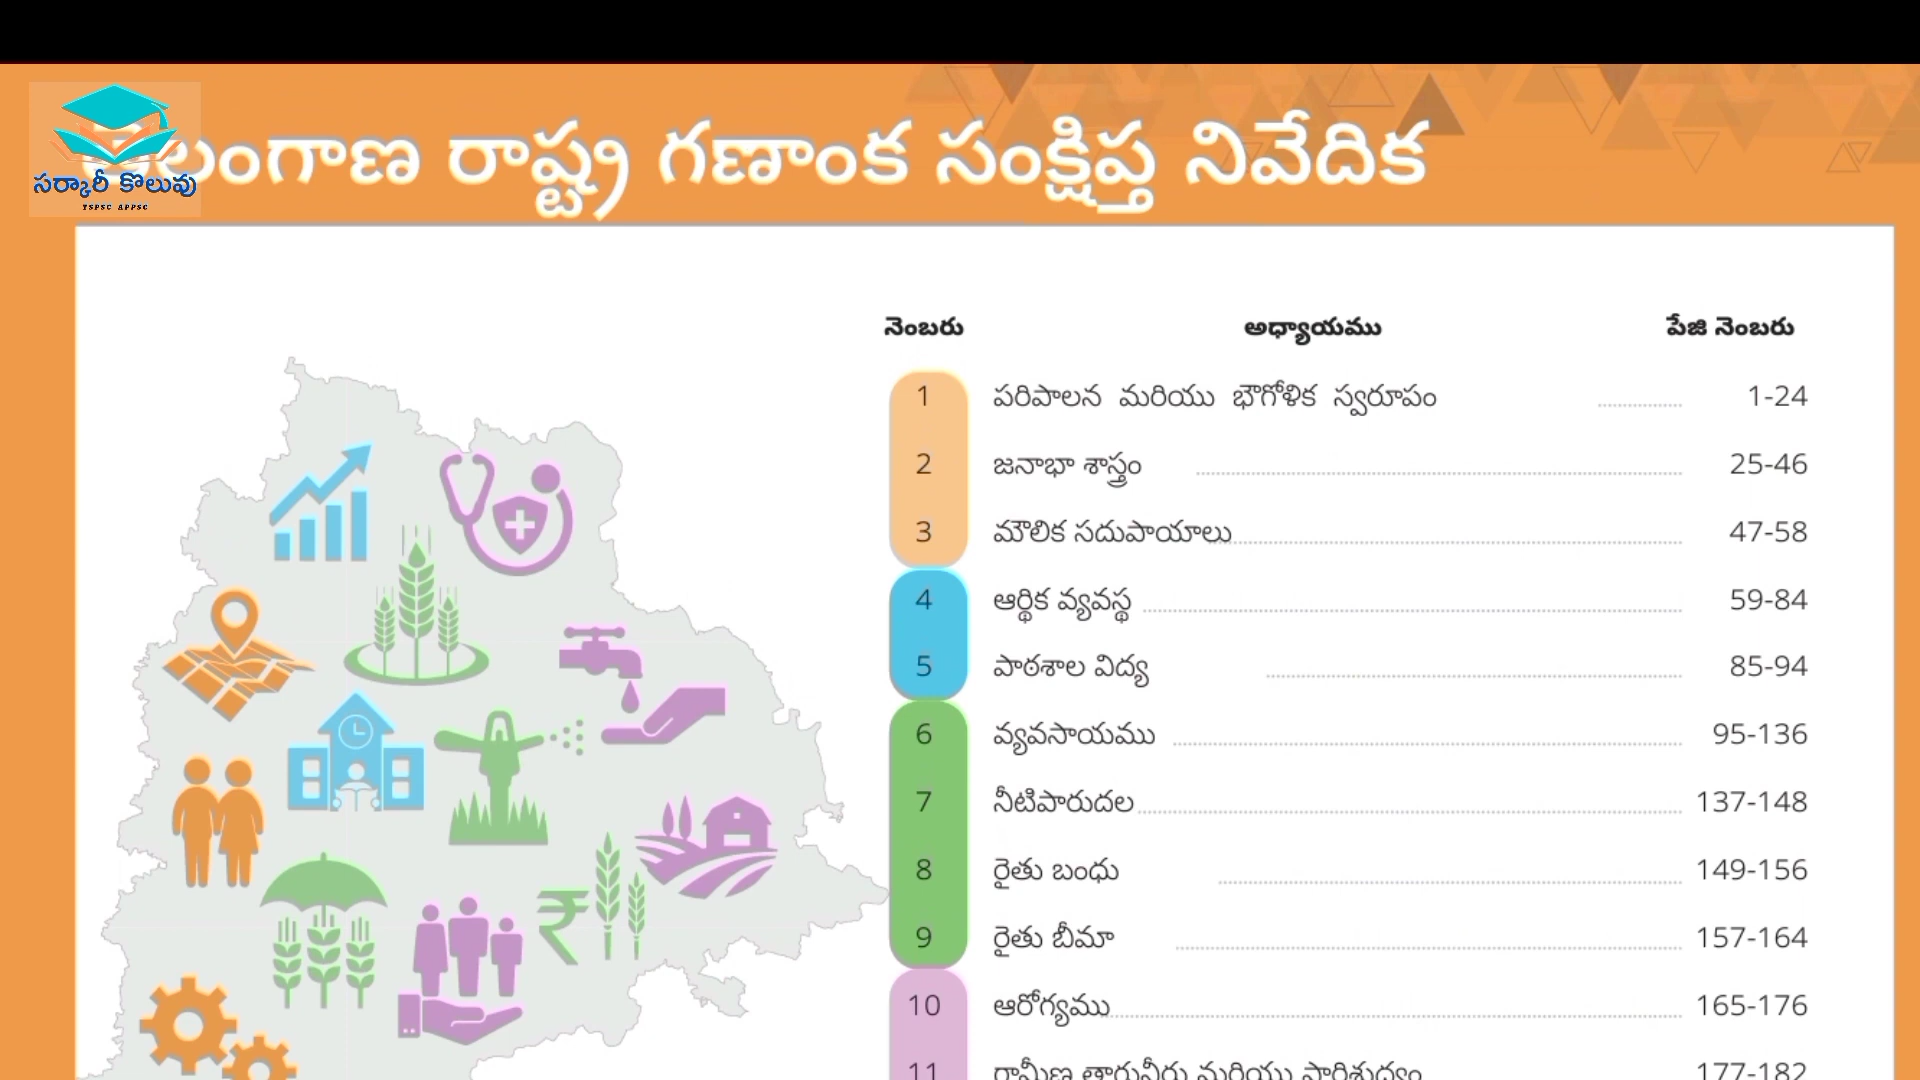 సర్కారీ కొలువు
TSPSC APPSC
రాష్ట్ర గణాంక సంక్షిప్త నివేదిక
నెంబరు అధ్యాయము పేజి నెంబరు
1 పరిపాలన మరియు భౌగోళిక స్వరూపం 1-24
2 జనాభా శాస్త్రం 25-46
3 మౌలిక సదుపాయాలు 47-58
4 ఆర్థిక వ్యవస్థ 59-84
5 పాఠశాల విద్య 85-94
6 వ్యవసాయము 95-136
7 నీటిపారుదల 137-148
8 రైతు బంధు 149-156
9 రైతు బీమా 157-164
10 ఆరోగ్యము 165-176
11 గ్రామీణ త్రాగునీరు మరియు పారిశుద్యం 177-182